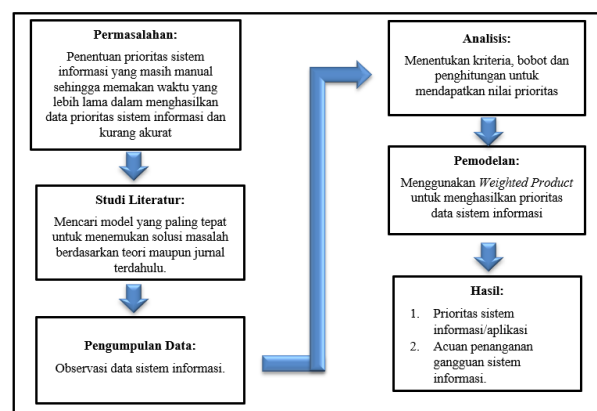 Permasalahan:
Penentuan prioritas sistem
informasi yang masih manual
sehingga memakan waktu yang
lebih lama dalam menghasilkan
data prioritas sistem informasi dan
kurang akurat
Studi Literatur:
Mencari model yang paling tepat
untuk menemukan solusi masalah
berdasarkan teori maupun jurnal
terdahulu.
Pengumpulan Data:
Observasi data sistem informasi.
Analisis:
Menentukan kriteria, bobot dan
penghitungan untuk
mendapatkan nilai prioritas
Pemodelan:
Menggunakan Weighted Product
untuk menghasilkan prioritas
data sistem informasi
Hasil:
1. Prioritas sistem
informasi/aplikasi
2. Acuan penanganan
gangguan sistem
informasi.